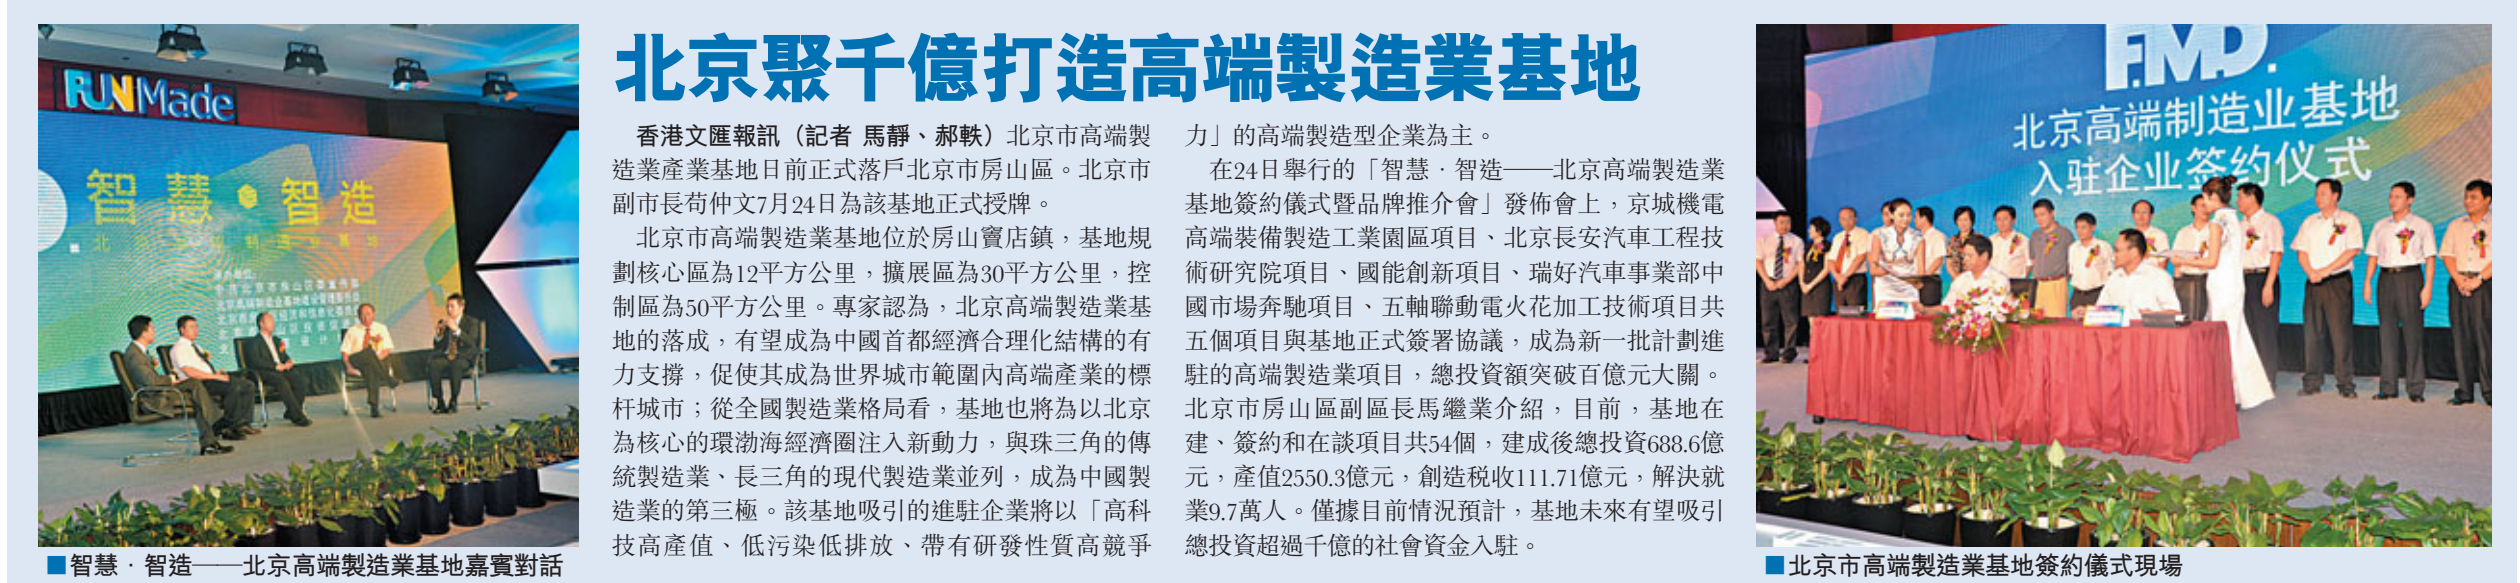 北京聚千億打造高端製造業基地
FUNMade
智慧·智造
香港文匯報訊（記者 馬靜、郝軼）北京市高端製
造業產業基地日前正式落戶北京市房山區。北京市
副市長苟仲文7月24日為該基地正式授牌。
北京市高端製造業基地位於房山竇店鎮，基地規
劃核心區為12平方公里，擴展區為30平方公里，控
制區為50平方公里。專家認為，北京高端製造業基
地的落成，有望成為中國首都經濟合理化結構的有
力支撐，促使其成為世界城市範圍內高端產業的標
杆城市；從全國製造業格局看，基地也將為以北京
為核心的環渤海經濟圈注入新動力，與珠三角的傳
統製造業、長三角的現代製造業並列，成為中國製
造業的第三極。該基地吸引的進駐企業將以「高科
技高產值、低污染低排放、帶有研發性質高競爭
力」的高端製造型企業為主。
在24日舉行的「智慧·智造——北京高端製造業
基地簽約儀式暨品牌推介會」發佈會上，京城機電
高端裝備製造工業園區項目、北京長安汽車工程技
術研究院項目、國能創新項目、瑞好汽車事業部中
國市場奔馳項目、五軸聯動電火花加工技術項目共
五個項目與基地正式簽署協議，成為新一批計劃進
駐的高端製造業項目，總投資額突破百億元大關。
北京市房山區副區長馬繼業介紹，目前，基地在
建、簽約和在談項目共54個，建成後總投資688.6億
元，產值2550.3億元，創造税收111.71億元，解決就
業9.7萬人。僅據目前情況預計，基地未來有望吸引
總投資超過千億的社會資金入駐。
F.M.D.
北京高端制造业基地
入驻企业签约仪式
■智慧·智造——北京高端製造業基地嘉賓對話
■北京市高端製造業基地簽約儀式現場